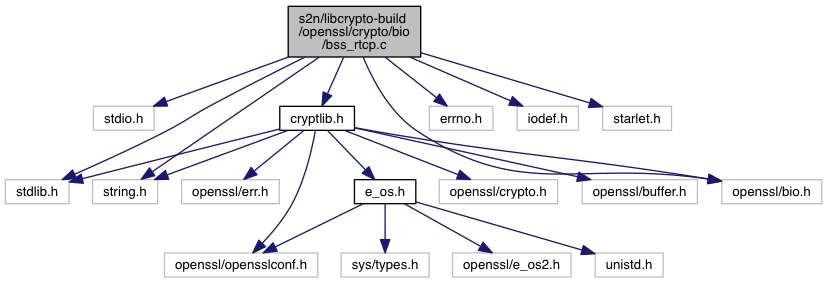 s2n/libcrypto-build
/openssl/crypto/bio
/bss_rtcp.c
stdio.h
cryptlib.h
errno.h
iodef.h
starlet.h
stdlib.h
string.h
openssl/err.h
e_os.h
openssl/crypto.h
openssl/buffer.h
openssl/bio.h
openssl/opensslconf.h
sys/types.h
openssl/e_os2.h
unistd.h